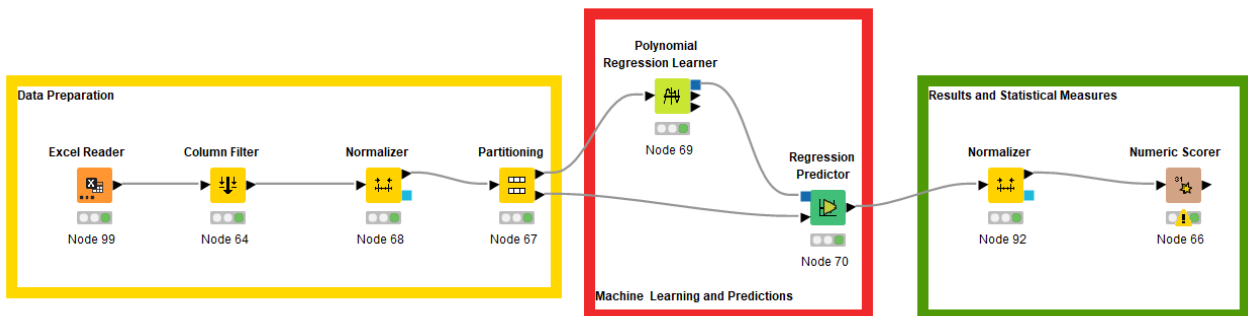 Data Preparation
Excel Reader
Node 99
Column Filter
Node 64
Normalizer
Node 68
Partitioning
Node 67
Polynomial
Regression Learner
Node 69
Regression
Predictor
Node 70
Machine Learning and Predictions
Results and Statistical Measures
Normalizer
Node 92
Numeric Scorer
31
Node 66